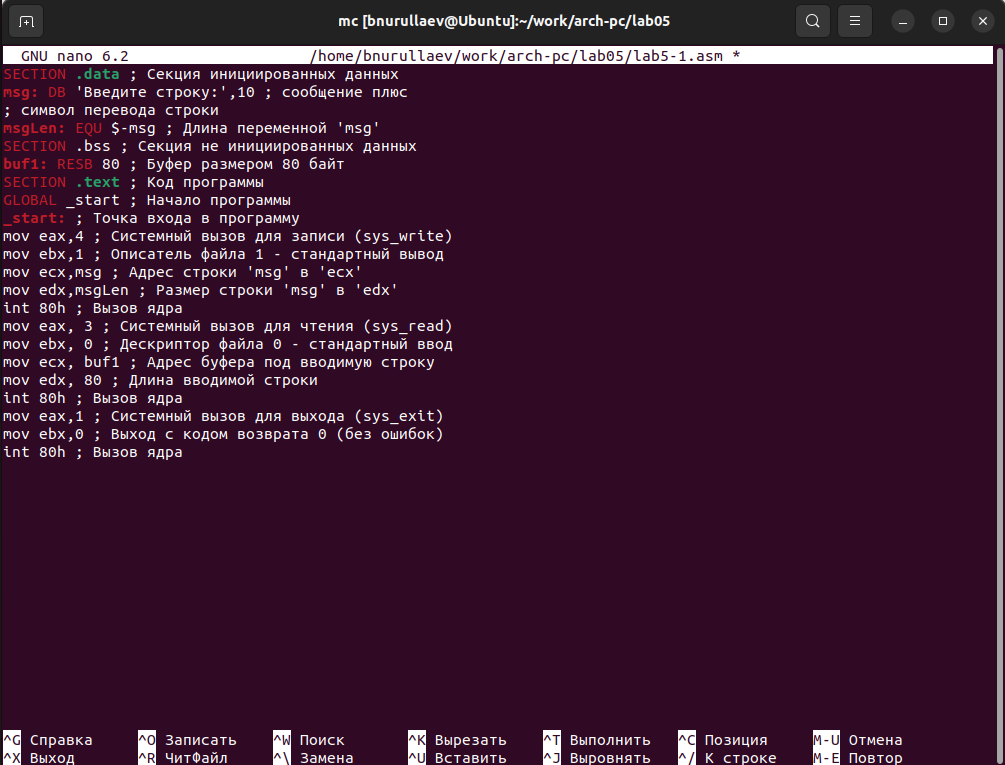 mc [bnurullaev@Ubuntu]:~/work/arch-pc/lab05
GNU nano 6.2 /home/bnurullaev/work/arch-pc/lab05/lab5-1.asm *
SECTION .data ; Секция инициированных данных
msg: DB 'Введите строку:',10 ; сообщение плюс
; символ перевода строки
msgLen: EQU $-msg ; Длина переменной 'msg'
SECTION .bss ; Секция не инициированных данных
buf1: RESB 80 ; Буфер размером 80 байт
SECTION .text ; Код программы
GLOBAL _start ; Начало программы
_start: ; Точка входа в программу
mov eax,4 ; Системный вызов для записи (sys_write)
mov ebx,1 ; Описатель файла 1 - стандартный вывод
mov ecx,msg ; Адрес строки 'msg' в 'ecx'
mov edx,msgLen ; Размер строки 'msg' в 'edx'
int 80h ; Вызов ядра
mov eax, 3 ; Системный вызов для чтения (sys_read)
mov ebx, 0 ; Дескриптор файла 0 - стандартный ввод
mov ecx, buf1 ; Адрес буфера под вводимую строку
mov edx, 80 ; Длина вводимой строки
int 80h ; Вызов ядра
mov eax,1 ; Системный вызов для выхода (sys_exit)
mov ebx,0 ; Выход с кодом возврата 0 (без ошибок)
int 80h ; Вызов ядра
^G Справка ^O Записать ^W Поиск ^K Вырезать ^T Выполнить ^C Позиция M-U Отмена
^X Выход ^R ЧитФайл ^\ Замена ^U Вставить ^J Выровнять ^/ К строке M-E Повтор